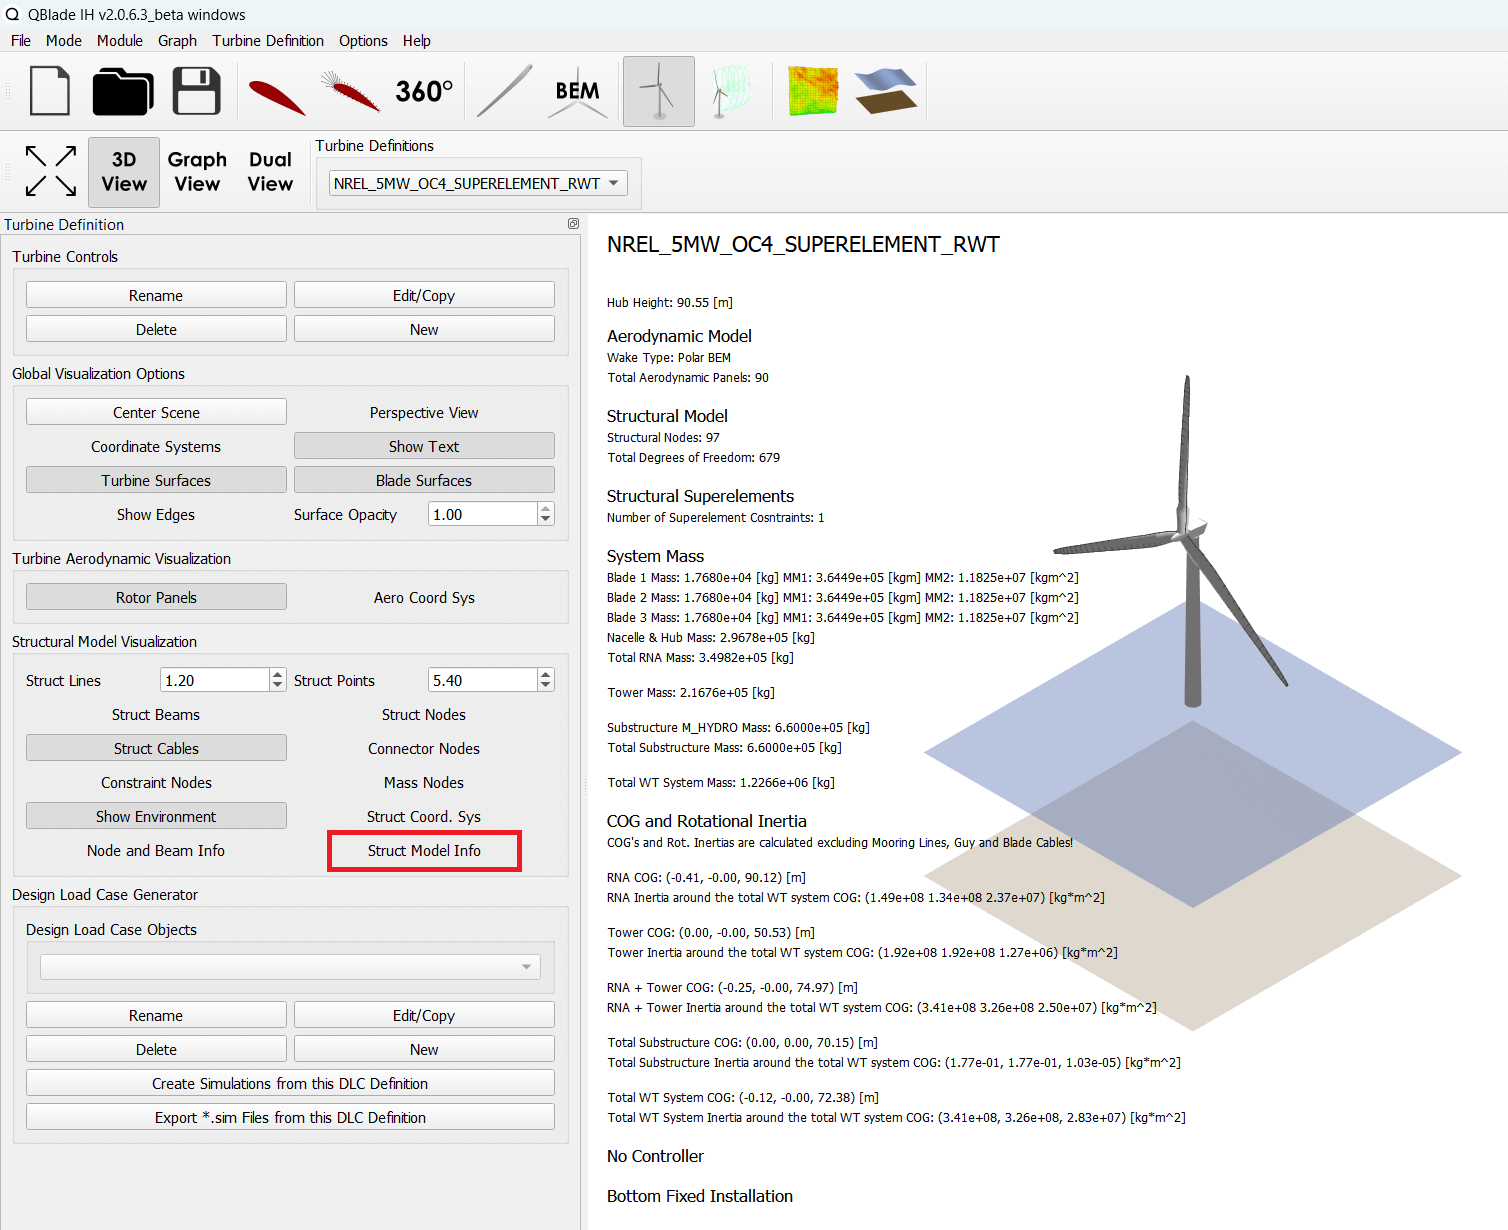 QBlade IH v2.0.6.3_beta windows
File Mode Module Graph Turbine Definition Options Help
360°
BEM
3D View
Graph View
Dual View
Turbine Definitions
NREL_5MW_OC4_SUPERELEMENT_RWT
Turbine Definition
Turbine Controls
Rename Edit/Copy
Delete New
Global Visualization Options
Center Scene Perspective View
Coordinate Systems Show Text
Turbine Surfaces Blade Surfaces
Show Edges Surface Opacity 1.00
Turbine Aerodynamic Visualization
Rotor Panels Aero Coord Sys
Structural Model Visualization
Struct Lines 1.20 Struct Points 5.40
Struct Beams Struct Nodes
Struct Cables Connector Nodes
Constraint Nodes Mass Nodes
Show Environment Struct Coord. Sys
Node and Beam Info Struct Model Info
Design Load Case Generator
Design Load Case Objects
Rename Edit/Copy
Delete New
Create Simulations from this DLC Definition
Export *.sim Files from this DLC Definition
NREL_5MW_OC4_SUPERELEMENT_RWT
Hub Height: 90.55 [m]
Aerodynamic Model
Wake Type: Polar BEM
Total Aerodynamic Panels: 90
Structural Model
Structural Nodes: 97
Total Degrees of Freedom: 679
Structural Superelements
Number of Superelement Cosntraints: 1
System Mass
Blade 1 Mass: 1.7680e+04 [kg] MM1: 3.6449e+05 [kgm] MM2: 1.1825e+07 [kgm^2]
Blade 2 Mass: 1.7680e+04 [kg] MM1: 3.6449e+05 [kgm] MM2: 1.1825e+07 [kgm^2]
Blade 3 Mass: 1.7680e+04 [kg] MM1: 3.6449e+05 [kgm] MM2: 1.1825e+07 [kgm^2]
Nacelle & Hub Mass: 2.9678e+05 [kg]
Total RNA Mass: 3.4982e+05 [kg]
Tower Mass: 2.1676e+05 [kg]
Substructure M_HYDRO Mass: 6.6000e+05 [kg]
Total Substructure Mass: 6.6000e+05 [kg]
Total WT System Mass: 1.2266e+06 [kg]
COG and Rotational Inertia
COG's and Rot. Inertias are calculated excluding Mooring Lines, Guy and Blade Cables!
RNA COG: (-0.41, -0.00, 90.12) [m]
RNA Inertia around the total WT system COG: (1.49e+08 1.34e+08 2.37e+07) [kg*m^2]
Tower COG: (0.00, -0.00, 50.53) [m]
Tower Inertia around the total WT system COG: (1.92e+08 1.92e+08 1.27e+06) [kg*m^2]
RNA + Tower COG: (-0.25, -0.00, 74.97) [m]
RNA + Tower Inertia around the total WT system COG: (3.41e+08 3.26e+08 2.50e+07) [kg*m^2]
Total Substructure COG: (0.00, 0.00, 70.15) [m]
Total Substructure Inertia around the total WT system COG: (1.77e-01, 1.77e-01, 1.03e-05) [kg*m^2]
Total WT System COG: (-0.12, -0.00, 72.38) [m]
Total WT System Inertia around the total WT system COG: (3.41e+08, 3.26e+08, 2.83e+07) [kg*m^2]
No Controller
Bottom Fixed Installation